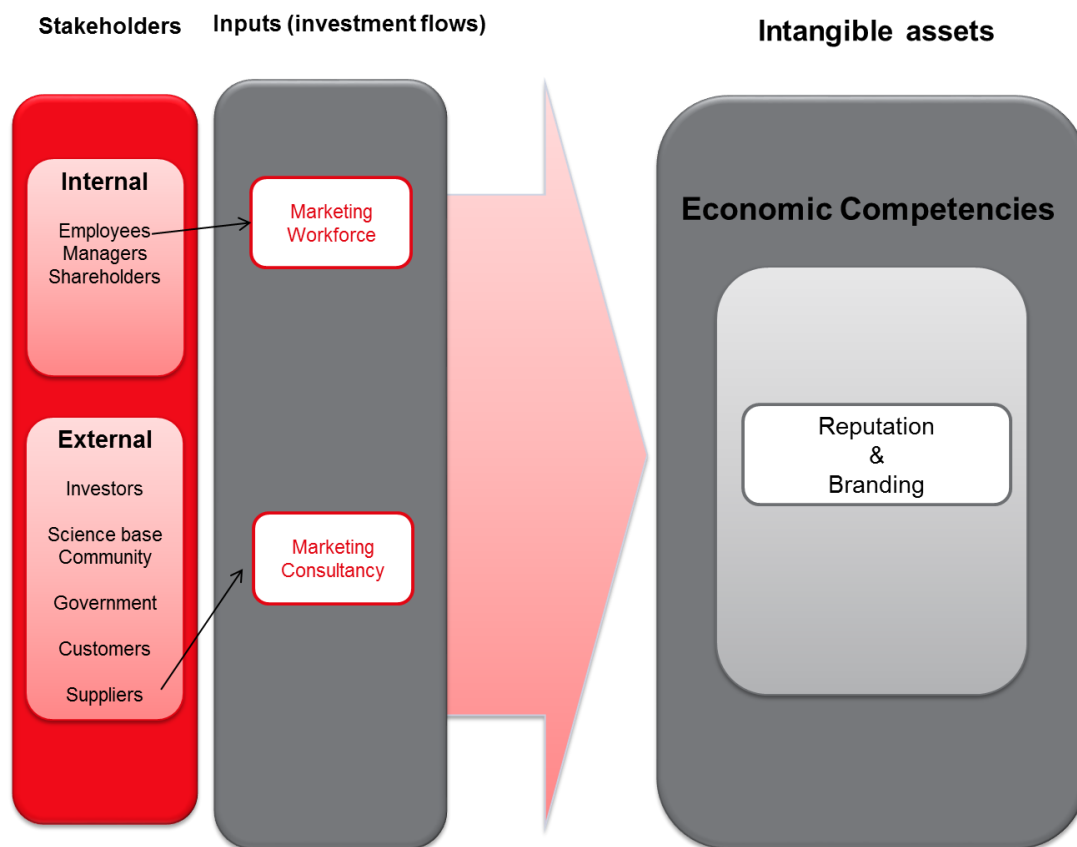 Stakeholders
Inputs (investment flows)
Intangible assets
Internal
Employees
Managers
Shareholders
External
Investors
Science base
Community
Government
Customers
Suppliers
Marketing
Workforce
Marketing
Consultancy
Economic Competencies
Reputation
&
Branding